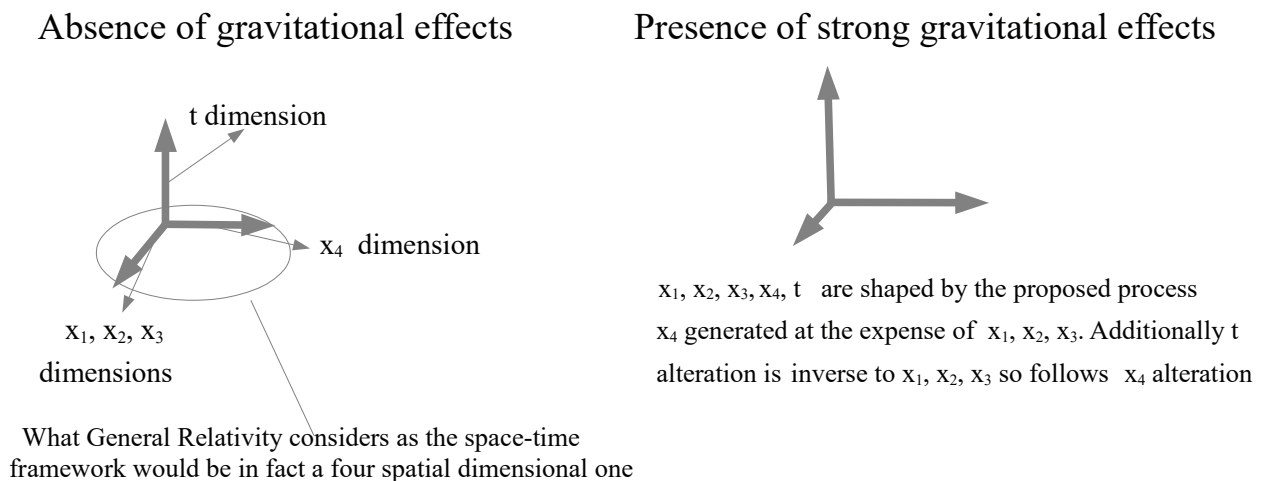 Absence of gravitational effects
Presence of strong gravitational effects
t dimension
x₄ dimension
x₁, x₂, x₃
dimensions
What General Relativity considers as the space-time
framework would be in fact a four spatial dimensional one
x₁, x₂, x₃, x₄, t are shaped by the proposed process
x₄ generated at the expense of x₁, x₂, x₃. Additionally t
alteration is inverse to x₁, x₂, x₃ so follows x₄ alteration